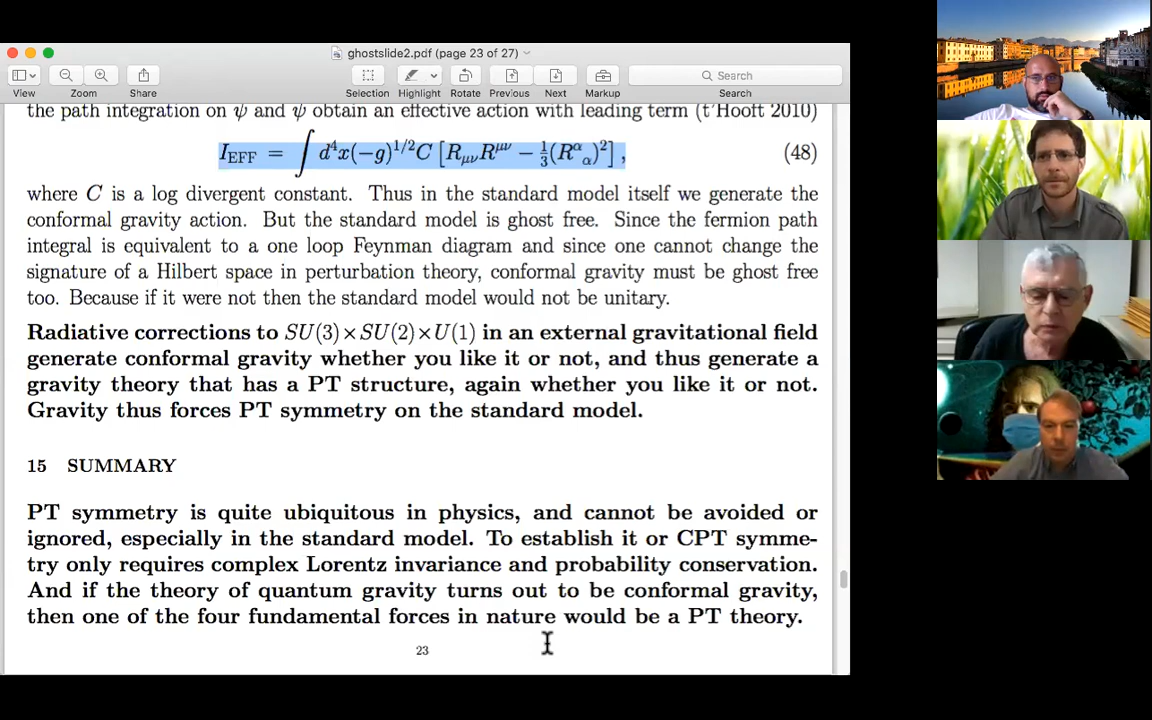 ghostslide2.pdf (page 23 of 27)
View Zoom Share Selection Highlight Rotate Previous Next Markup Search
Search
the path integration on ψ and ψ obtain an effective action with leading term (t'Hooft 2010)
I_EFF = ∫ d⁴x(−g)^{1/2}C [R_{μν}R^{μν} − ⅓(R^α_α)²] , (48)
where C is a log divergent constant. Thus in the standard model itself we generate the
conformal gravity action. But the standard model is ghost free. Since the fermion path
integral is equivalent to a one loop Feynman diagram and since one cannot change the
signature of a Hilbert space in perturbation theory, conformal gravity must be ghost free
too. Because if it were not then the standard model would not be unitary.
Radiative corrections to SU(3)×SU(2)×U(1) in an external gravitational field
generate conformal gravity whether you like it or not, and thus generate a
gravity theory that has a PT structure, again whether you like it or not.
Gravity thus forces PT symmetry on the standard model.
15 SUMMARY
PT symmetry is quite ubiquitous in physics, and cannot be avoided or
ignored, especially in the standard model. To establish it or CPT symme-
try only requires complex Lorentz invariance and probability conservation.
And if the theory of quantum gravity turns out to be conformal gravity,
then one of the four fundamental forces in nature would be a PT theory.
23